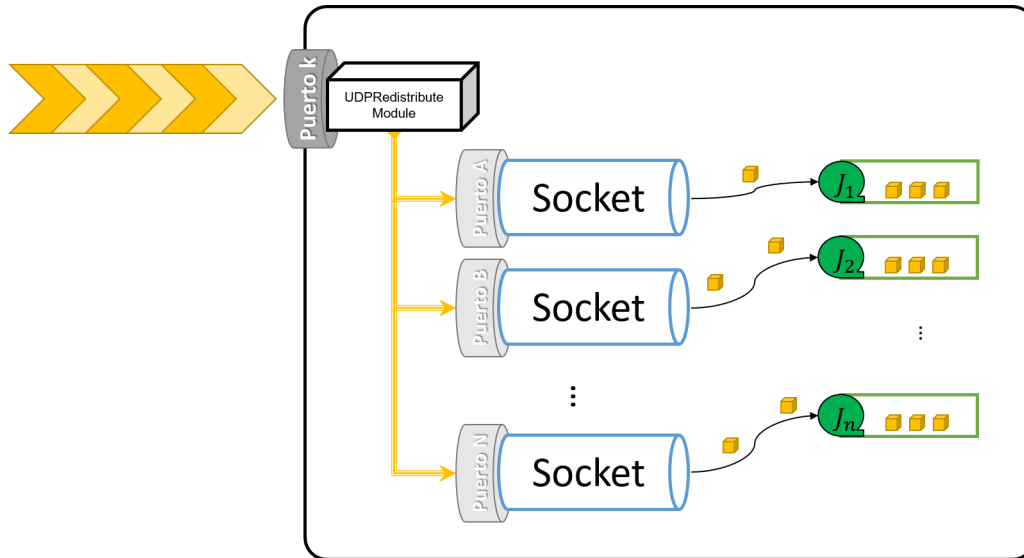 Puerto k
UDPRedistribute
Module
Puerto A
Socket
J1
Puerto B
Socket
J2
...
...
Puerto N
Socket
Jn